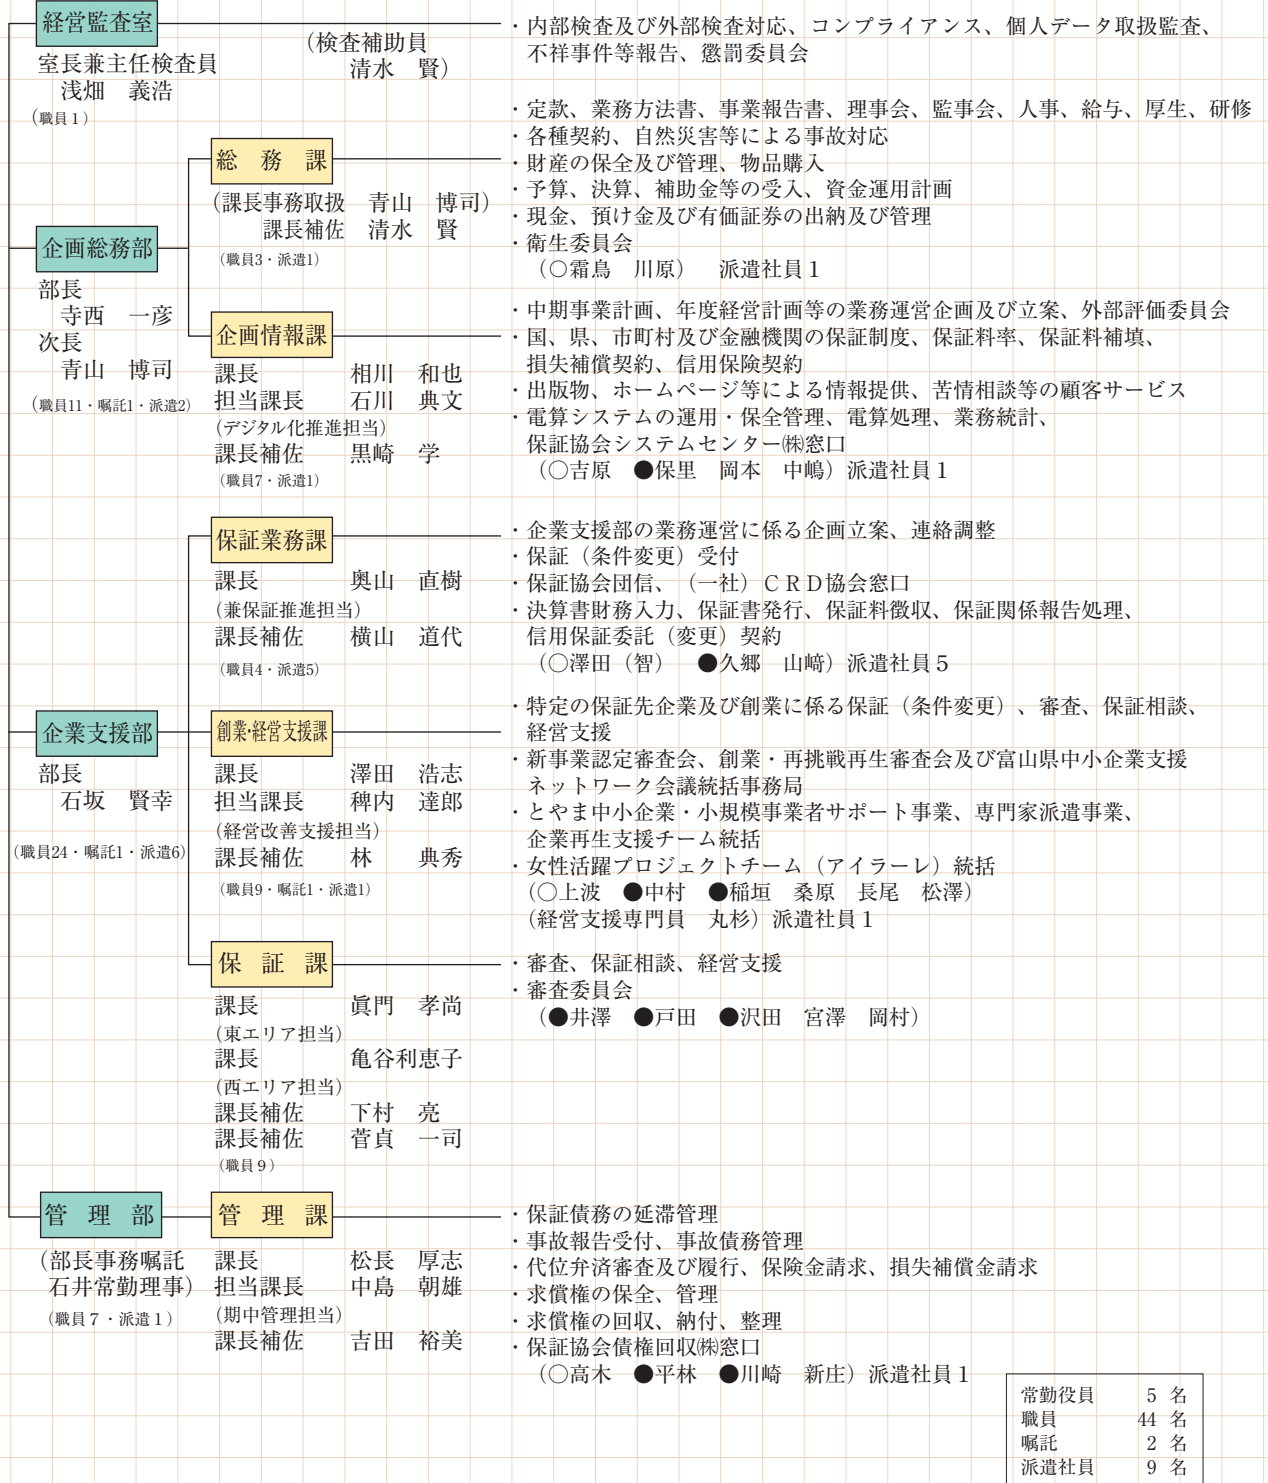 経営監査室
室長兼主任検査員
浅畑　義浩
（職員１）
（検査補助員
清水　賢）
・内部検査及び外部検査対応、コンプライアンス、個人データ取扱監査、
不祥事件等報告、懲罰委員会
企画総務部
部長
寺西　一彦
次長
青山　博司
（職員11・嘱託1・派遣2）
総　務　課
（課長事務取扱　青山　博司）
課長補佐　清水　賢
（職員3・派遣1）
・定款、業務方法書、事業報告書、理事会、監事会、人事、給与、厚生、研修
・各種契約、自然災害等による事故対応
・財産の保全及び管理、物品購入
・予算、決算、補助金等の受入、資金運用計画
・現金、預け金及び有価証券の出納及び管理
・衛生委員会
（○霜鳥　川原）　派遣社員１
企画情報課
課長　相川　和也
担当課長　石川　典文
（デジタル化推進担当）
課長補佐　黒崎　学
（職員7・派遣1）
・中期事業計画、年度経営計画等の業務運営企画及び立案、外部評価委員会
・国、県、市町村及び金融機関の保証制度、保証料率、保証料補填、
損失補償契約、信用保険契約
・出版物、ホームページ等による情報提供、苦情相談等の顧客サービス
・電算システムの運用・保全管理、電算処理、業務統計、
保証協会システムセンター㈱窓口
（○吉原　●保里　岡本　中嶋）派遣社員１
企業支援部
部長
石坂　賢幸
（職員24・嘱託1・派遣6）
保証業務課
課長　奥山　直樹
（兼保証推進担当）
課長補佐　横山　道代
（職員4・派遣5）
・企業支援部の業務運営に係る企画立案、連絡調整
・保証（条件変更）受付
・保証協会団信、（一社）ＣＲＤ協会窓口
・決算書財務入力、保証書発行、保証料徴収、保証関係報告処理、
信用保証委託（変更）契約
（○澤田（智）　●久郷　山﨑）派遣社員５
創業・経営支援課
課長　澤田　浩志
担当課長　稗内　達郎
（経営改善支援担当）
課長補佐　林　典秀
（職員9・嘱託1・派遣1）
・特定の保証先企業及び創業に係る保証（条件変更）、審査、保証相談、
経営支援
・新事業認定審査会、創業・再挑戦再生審査会及び富山県中小企業支援
ネットワーク会議統括事務局
・とやま中小企業・小規模事業者サポート事業、専門家派遣事業、
企業再生支援チーム統括
・女性活躍プロジェクトチーム（アイラーレ）統括
（○上波　●中村　●稲垣　桑原　長尾　松澤）
（経営支援専門員　丸杉）派遣社員１
保　証　課
課長　眞門　孝尚
（東エリア担当）
課長　亀谷利恵子
（西エリア担当）
課長補佐　下村　亮
課長補佐　菅貞　一司
（職員９）
・審査、保証相談、経営支援
・審査委員会
（●井澤　●戸田　●沢田　宮澤　岡村）
管　理　部
（部長事務嘱託
石井常勤理事）
（職員７・派遣１）
管　理　課
課長　松長　厚志
担当課長　中島　朝雄
（期中管理担当）
課長補佐　吉田　裕美
・保証債務の延滞管理
・事故報告受付、事故債務管理
・代位弁済審査及び履行、保険金請求、損失補償金請求
・求償権の保全、管理
・求償権の回収、納付、整理
・保証協会債権回収㈱窓口
（○高木　●平林　●川崎　新庄）派遣社員１
常勤役員　5 名
職員　44 名
嘱託　2 名
派遣社員　9 名